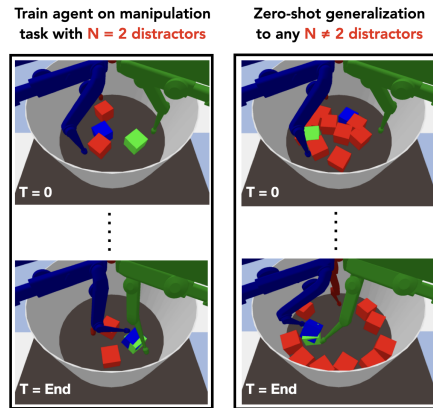 Train agent on manipulation
task with N = 2 distractors
T = 0
T = End
Zero-shot generalization
to any N ≠ 2 distractors
T = 0
T = End